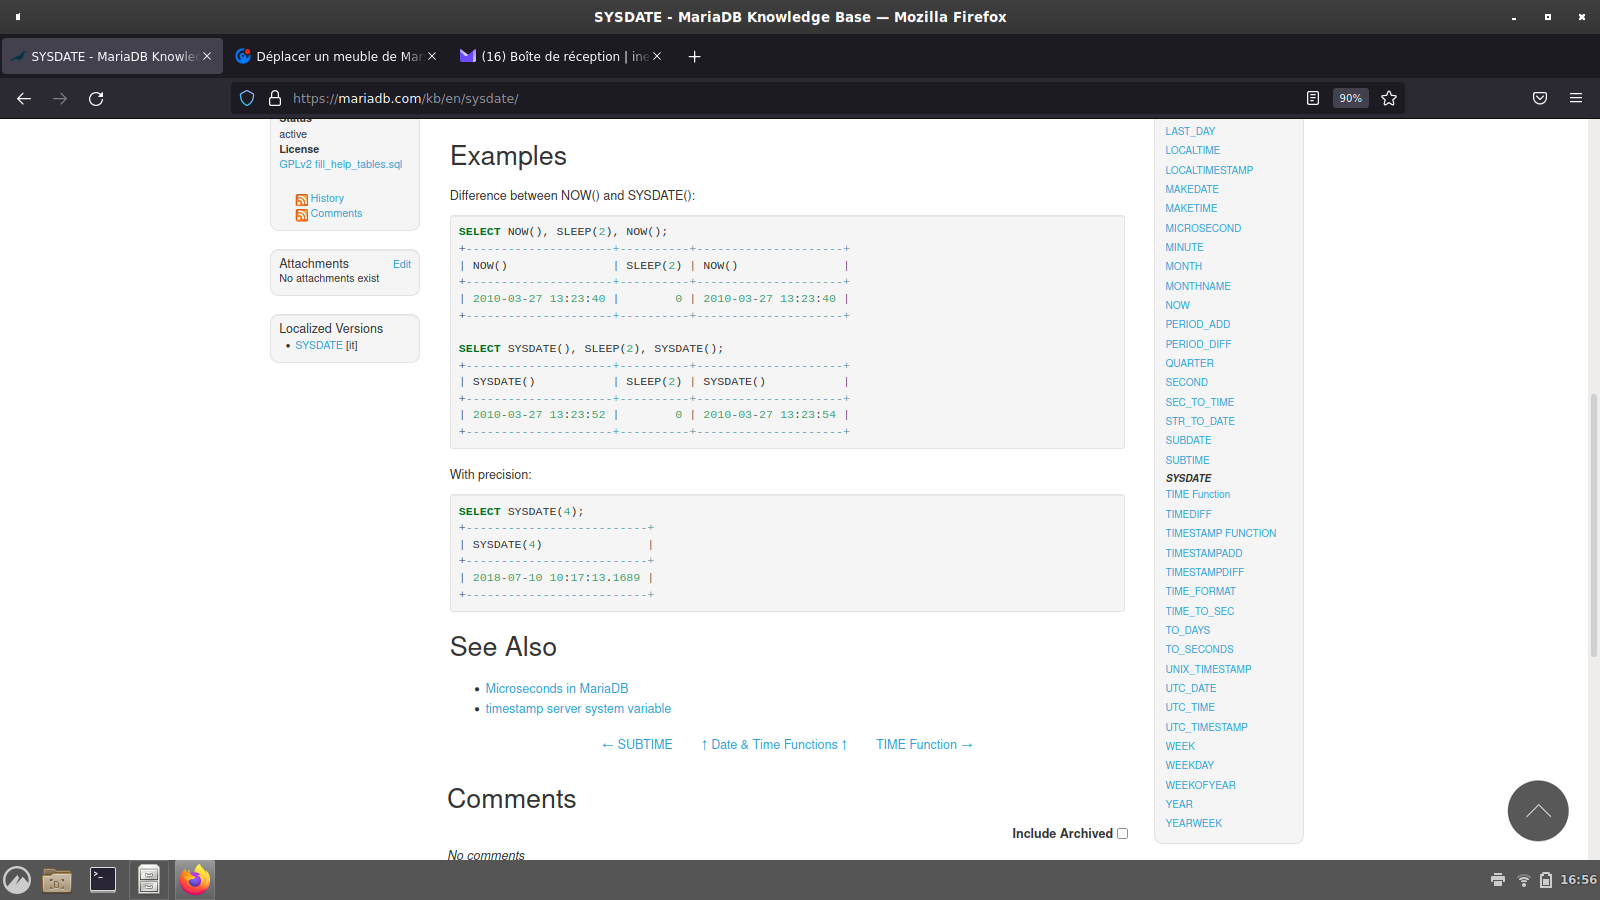 SYSDATE - MariaDB Knowledge Base — Mozilla Firefox
SYSDATE - MariaDB Knowled
Déplacer un meuble de Mar
(16) Boîte de réception | ine
https://mariadb.com/kb/en/sysdate/
90%
Status
active
License
GPLv2 fill_help_tables.sql
History
Comments
Attachments Edit
No attachments exist
Localized Versions
• SYSDATE [it]
Examples
Difference between NOW() and SYSDATE():
SELECT NOW(), SLEEP(2), NOW();
+---------------------+----------+---------------------+
| NOW()               | SLEEP(2) | NOW()               |
+---------------------+----------+---------------------+
| 2010-03-27 13:23:40 |        0 | 2010-03-27 13:23:40 |
+---------------------+----------+---------------------+
SELECT SYSDATE(), SLEEP(2), SYSDATE();
+---------------------+----------+---------------------+
| SYSDATE()           | SLEEP(2) | SYSDATE()           |
+---------------------+----------+---------------------+
| 2010-03-27 13:23:52 |        0 | 2010-03-27 13:23:54 |
+---------------------+----------+---------------------+
With precision:
SELECT SYSDATE(4);
+--------------------------+
| SYSDATE(4)               |
+--------------------------+
| 2018-07-10 10:17:13.1689 |
+--------------------------+
See Also
• Microseconds in MariaDB
• timestamp server system variable
← SUBTIME ↑ Date & Time Functions ↑ TIME Function →
Comments
Include Archived
No comments
LAST_DAY
LOCALTIME
LOCALTIMESTAMP
MAKEDATE
MAKETIME
MICROSECOND
MINUTE
MONTH
MONTHNAME
NOW
PERIOD_ADD
PERIOD_DIFF
QUARTER
SECOND
SEC_TO_TIME
STR_TO_DATE
SUBDATE
SUBTIME
SYSDATE
TIME Function
TIMEDIFF
TIMESTAMP FUNCTION
TIMESTAMPADD
TIMESTAMPDIFF
TIME_FORMAT
TIME_TO_SEC
TO_DAYS
TO_SECONDS
UNIX_TIMESTAMP
UTC_DATE
UTC_TIME
UTC_TIMESTAMP
WEEK
WEEKDAY
WEEKOFYEAR
YEAR
YEARWEEK
16:56